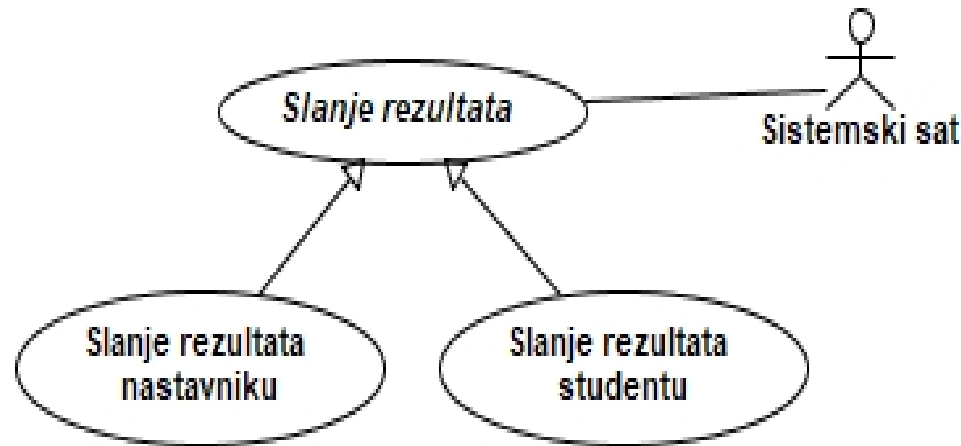 Slanje rezultata
Sistemski sat
Slanje rezultata
nastavniku
Slanje rezultata
studentu